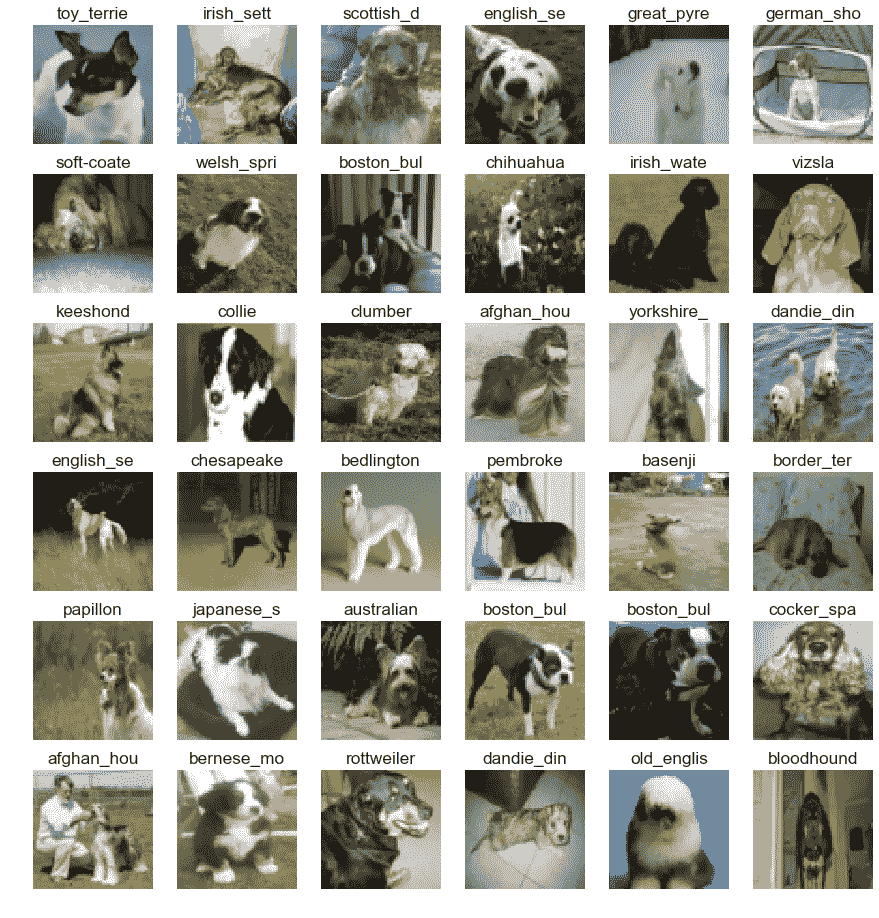 toy_terrie irish_sett scottish_d english_se great_pyre german_sho
soft-coate welsh_spri boston_bul chihuahua irish_wate vizsla
keeshond collie clumber afghan_hou yorkshire_ dandie_din
english_se chesapeake bedlington pembroke basenji border_ter
papillon japanese_s australian boston_bul boston_bul cocker_spa
afghan_hou bernese_mo rottweiler dandie_din old_englis bloodhound